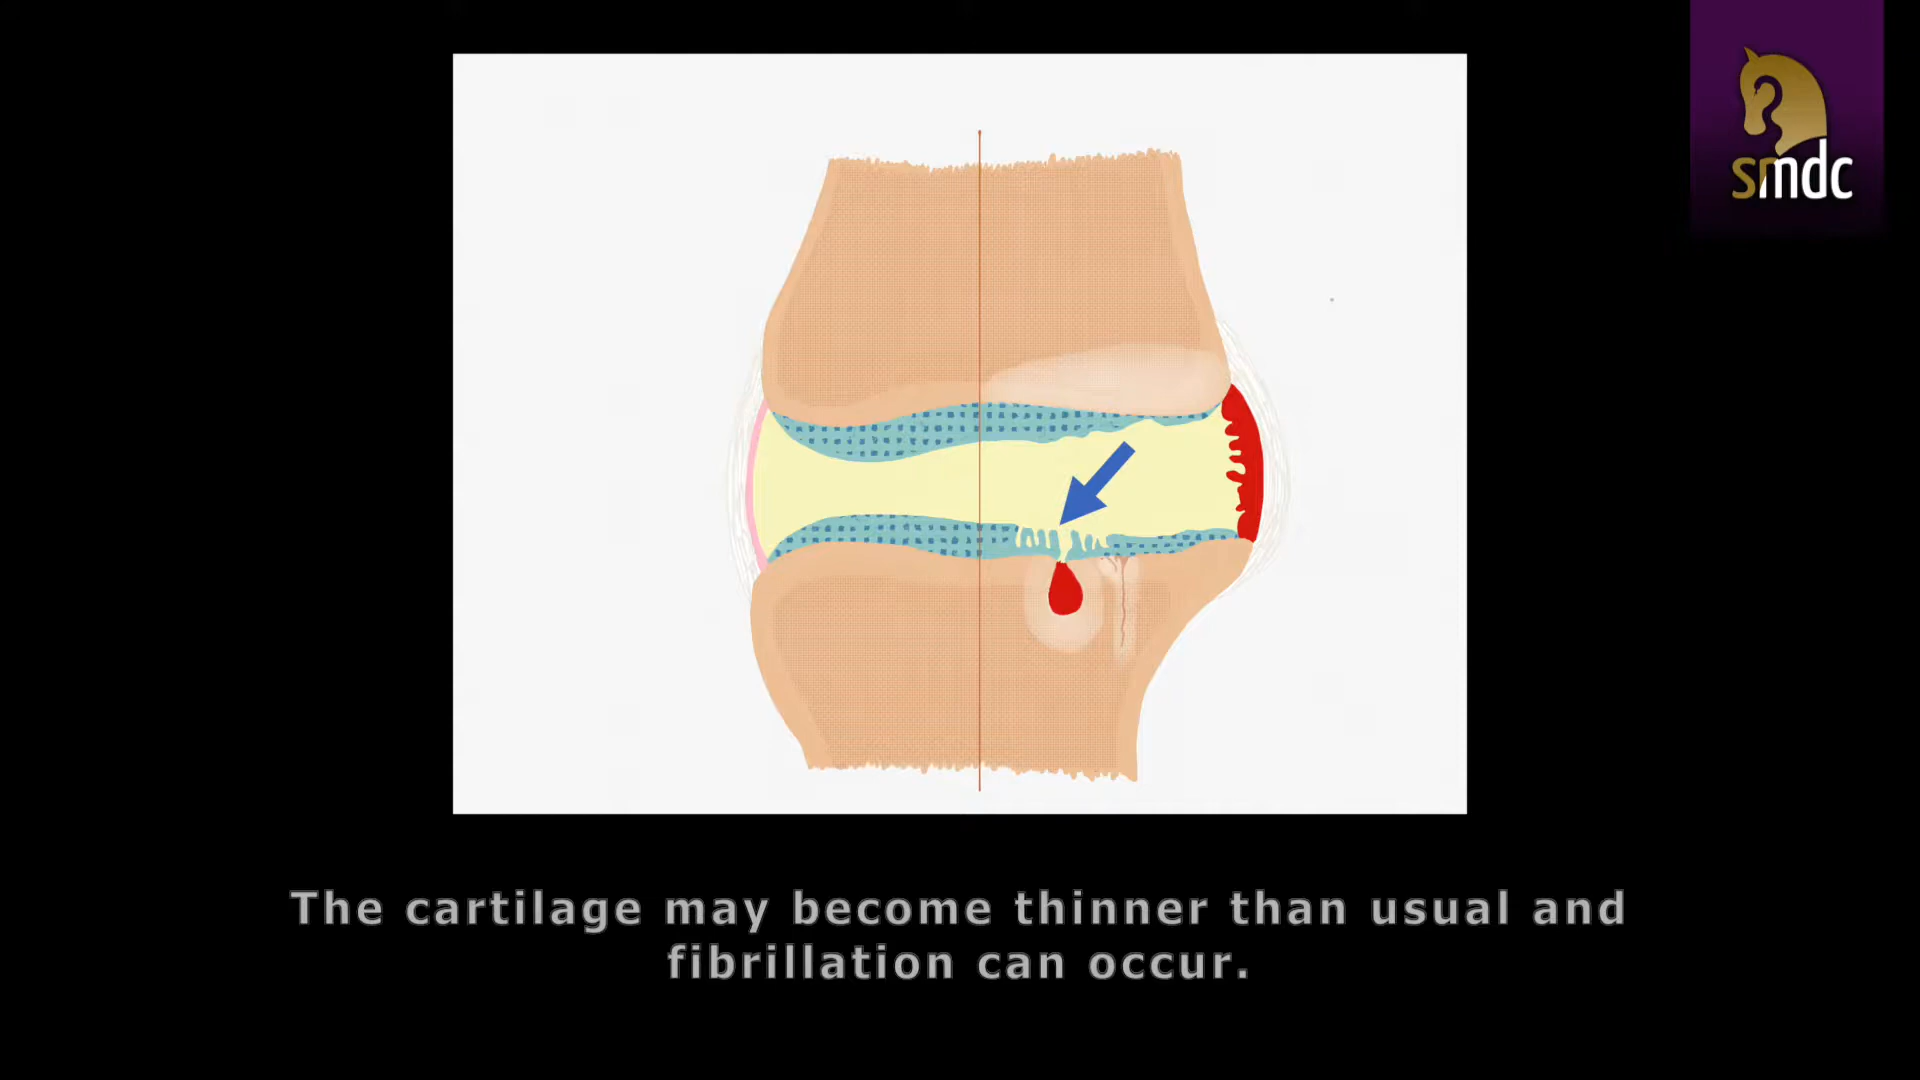 smdc
The cartilage may become thinner than usual and
fibrillation can occur.